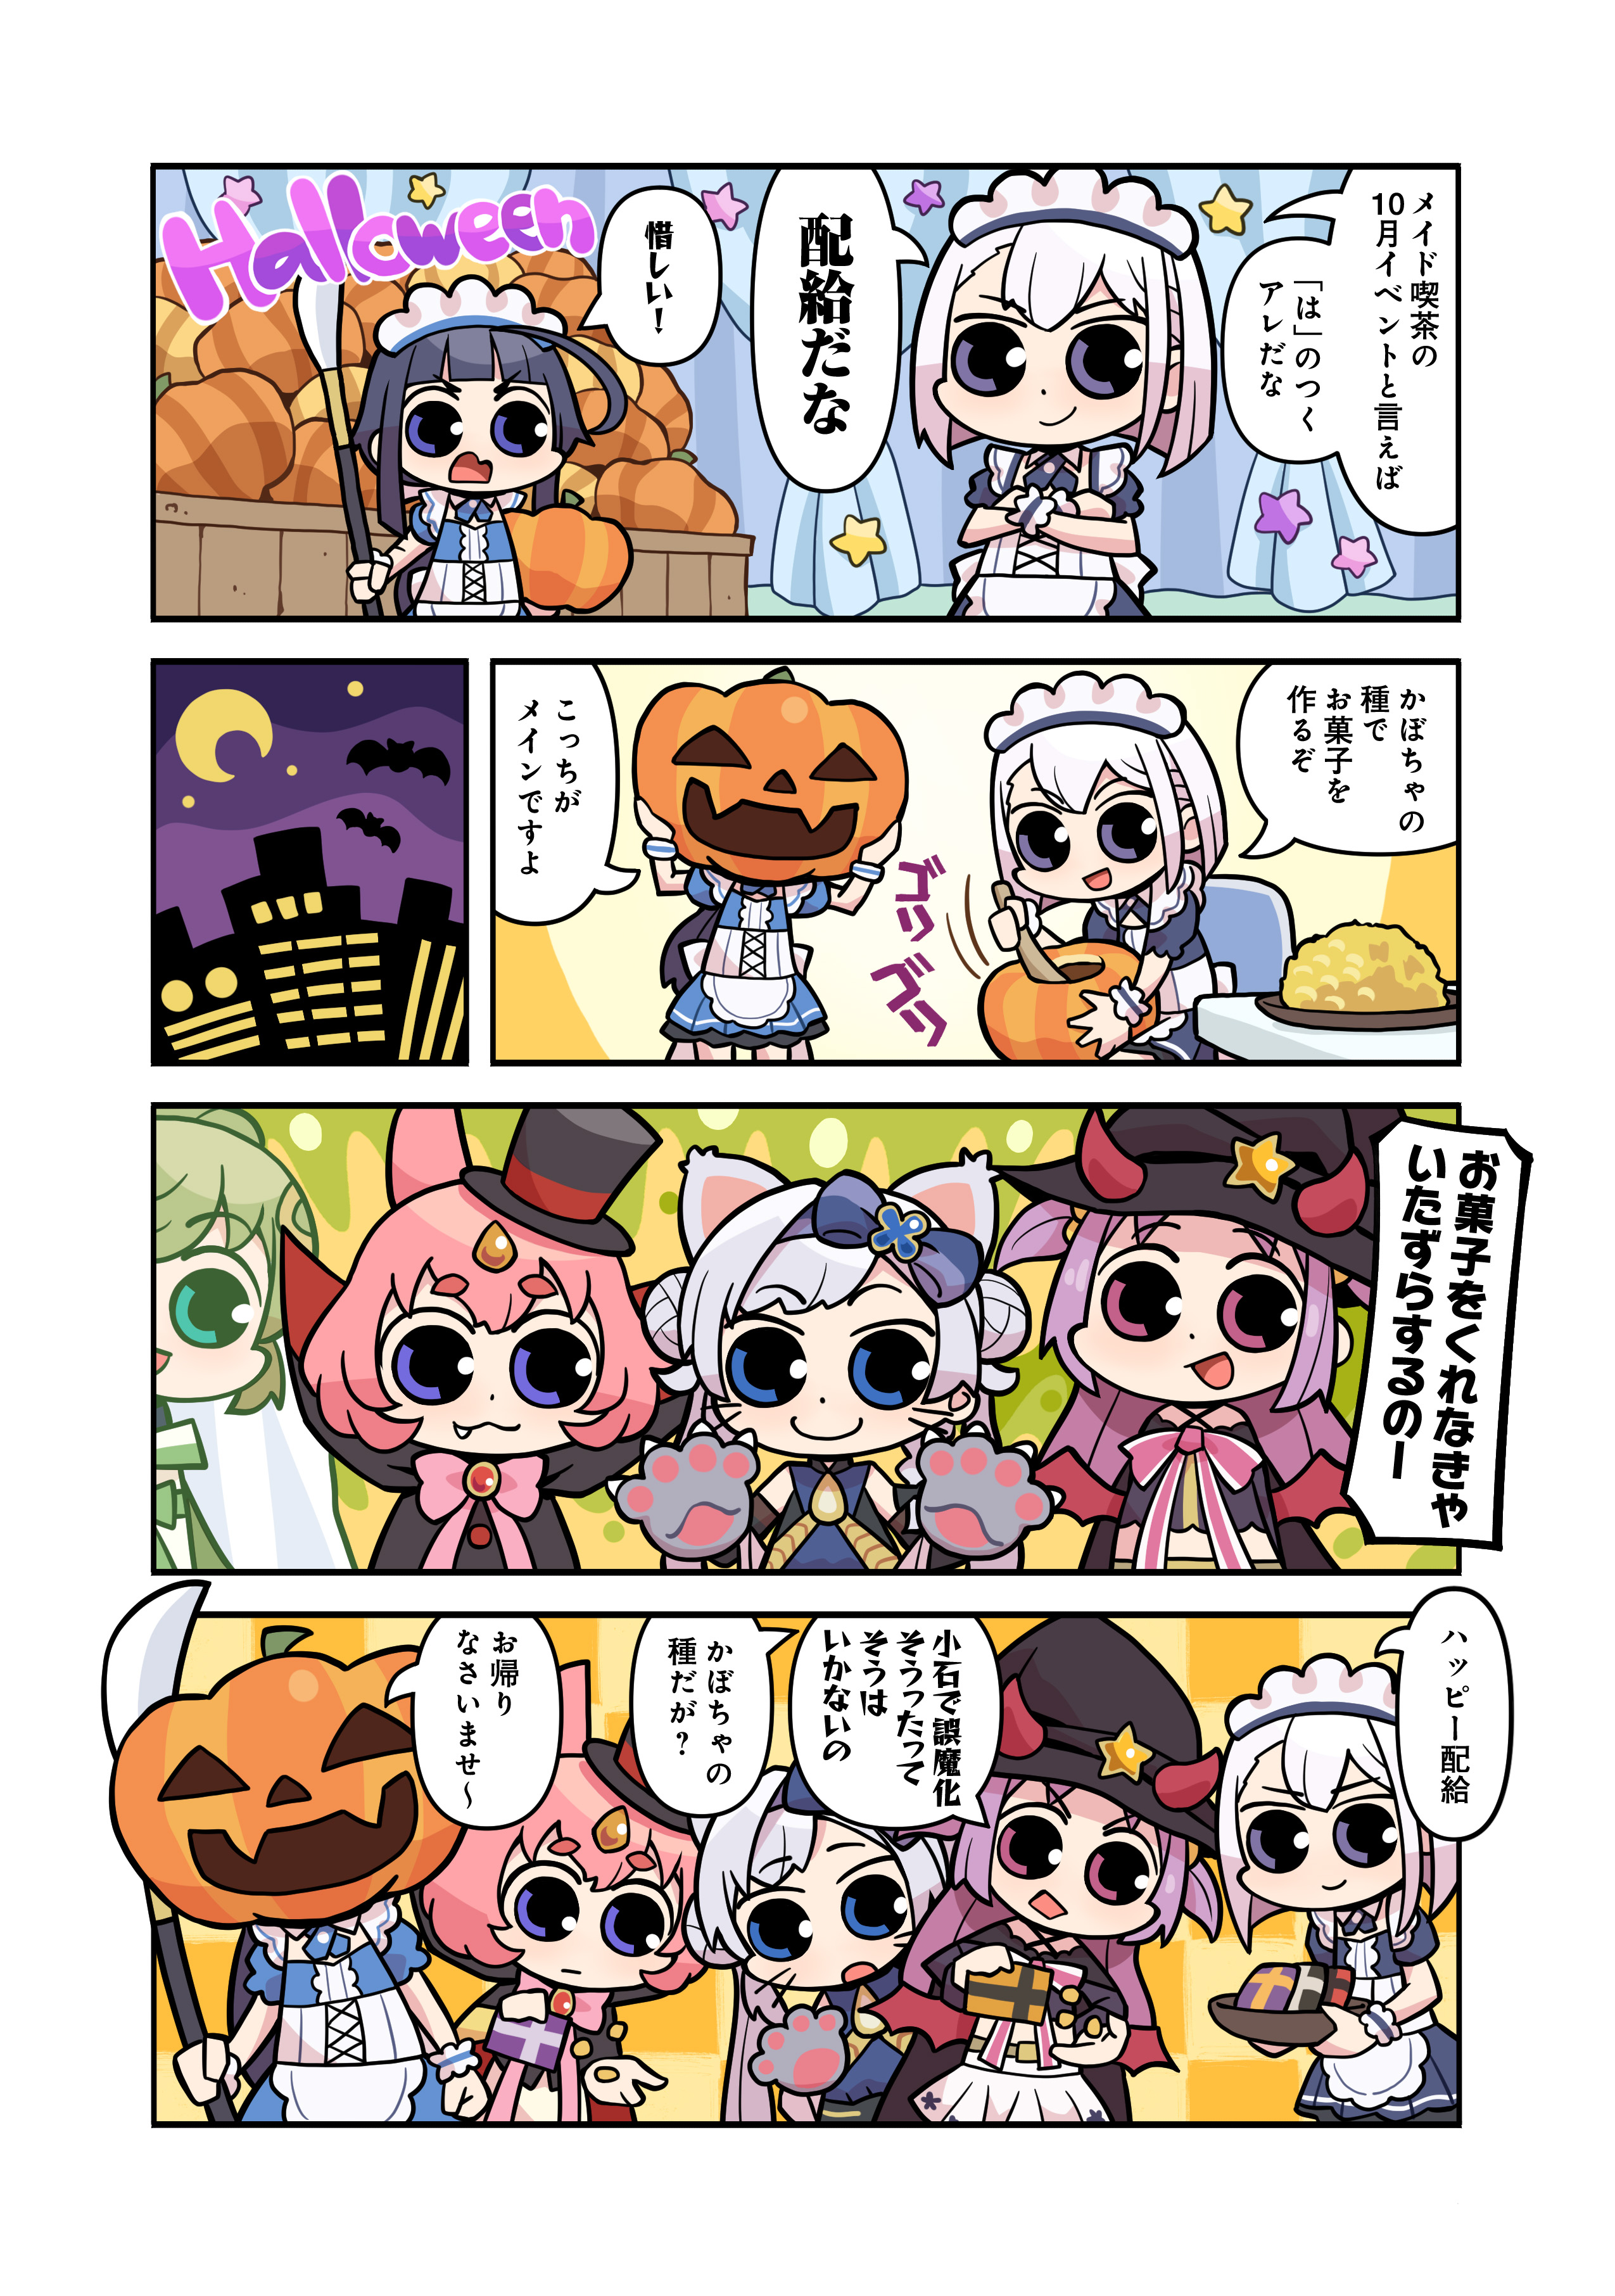 メイド喫茶の
10月イベントと言えば
「は」のつく
アレだな
配給だな
惜しい！
Halloween
かぼちゃの
種で
お菓子を
作るぞ
ゴリ
ゴリ
こっちが
メインですよ
お菓子をくれなきゃ
いたずらするのー
ハッピー配給
小石で誤魔化
そうったって
そうは
いかないの
かぼちゃの
種だが？
お帰り
なさいませ〜